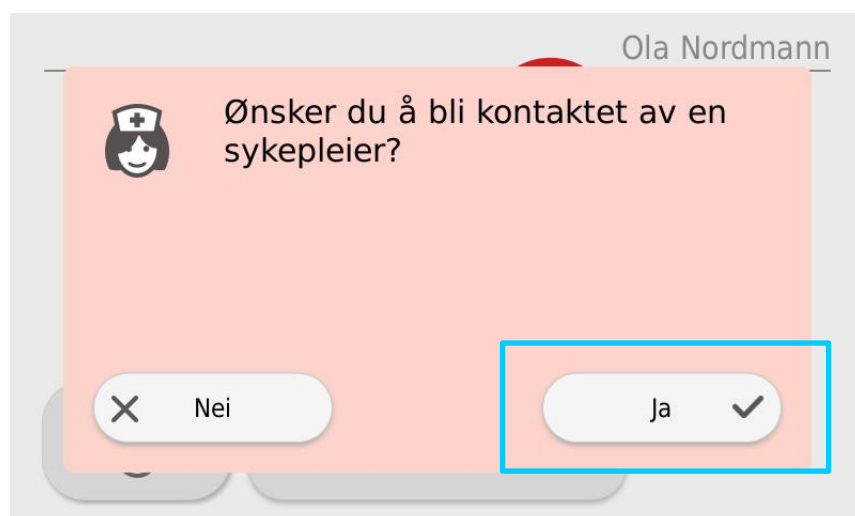 Ola Nordmann
Ønsker du å bli kontaktet av en
sykepleier?
Nei
Ja